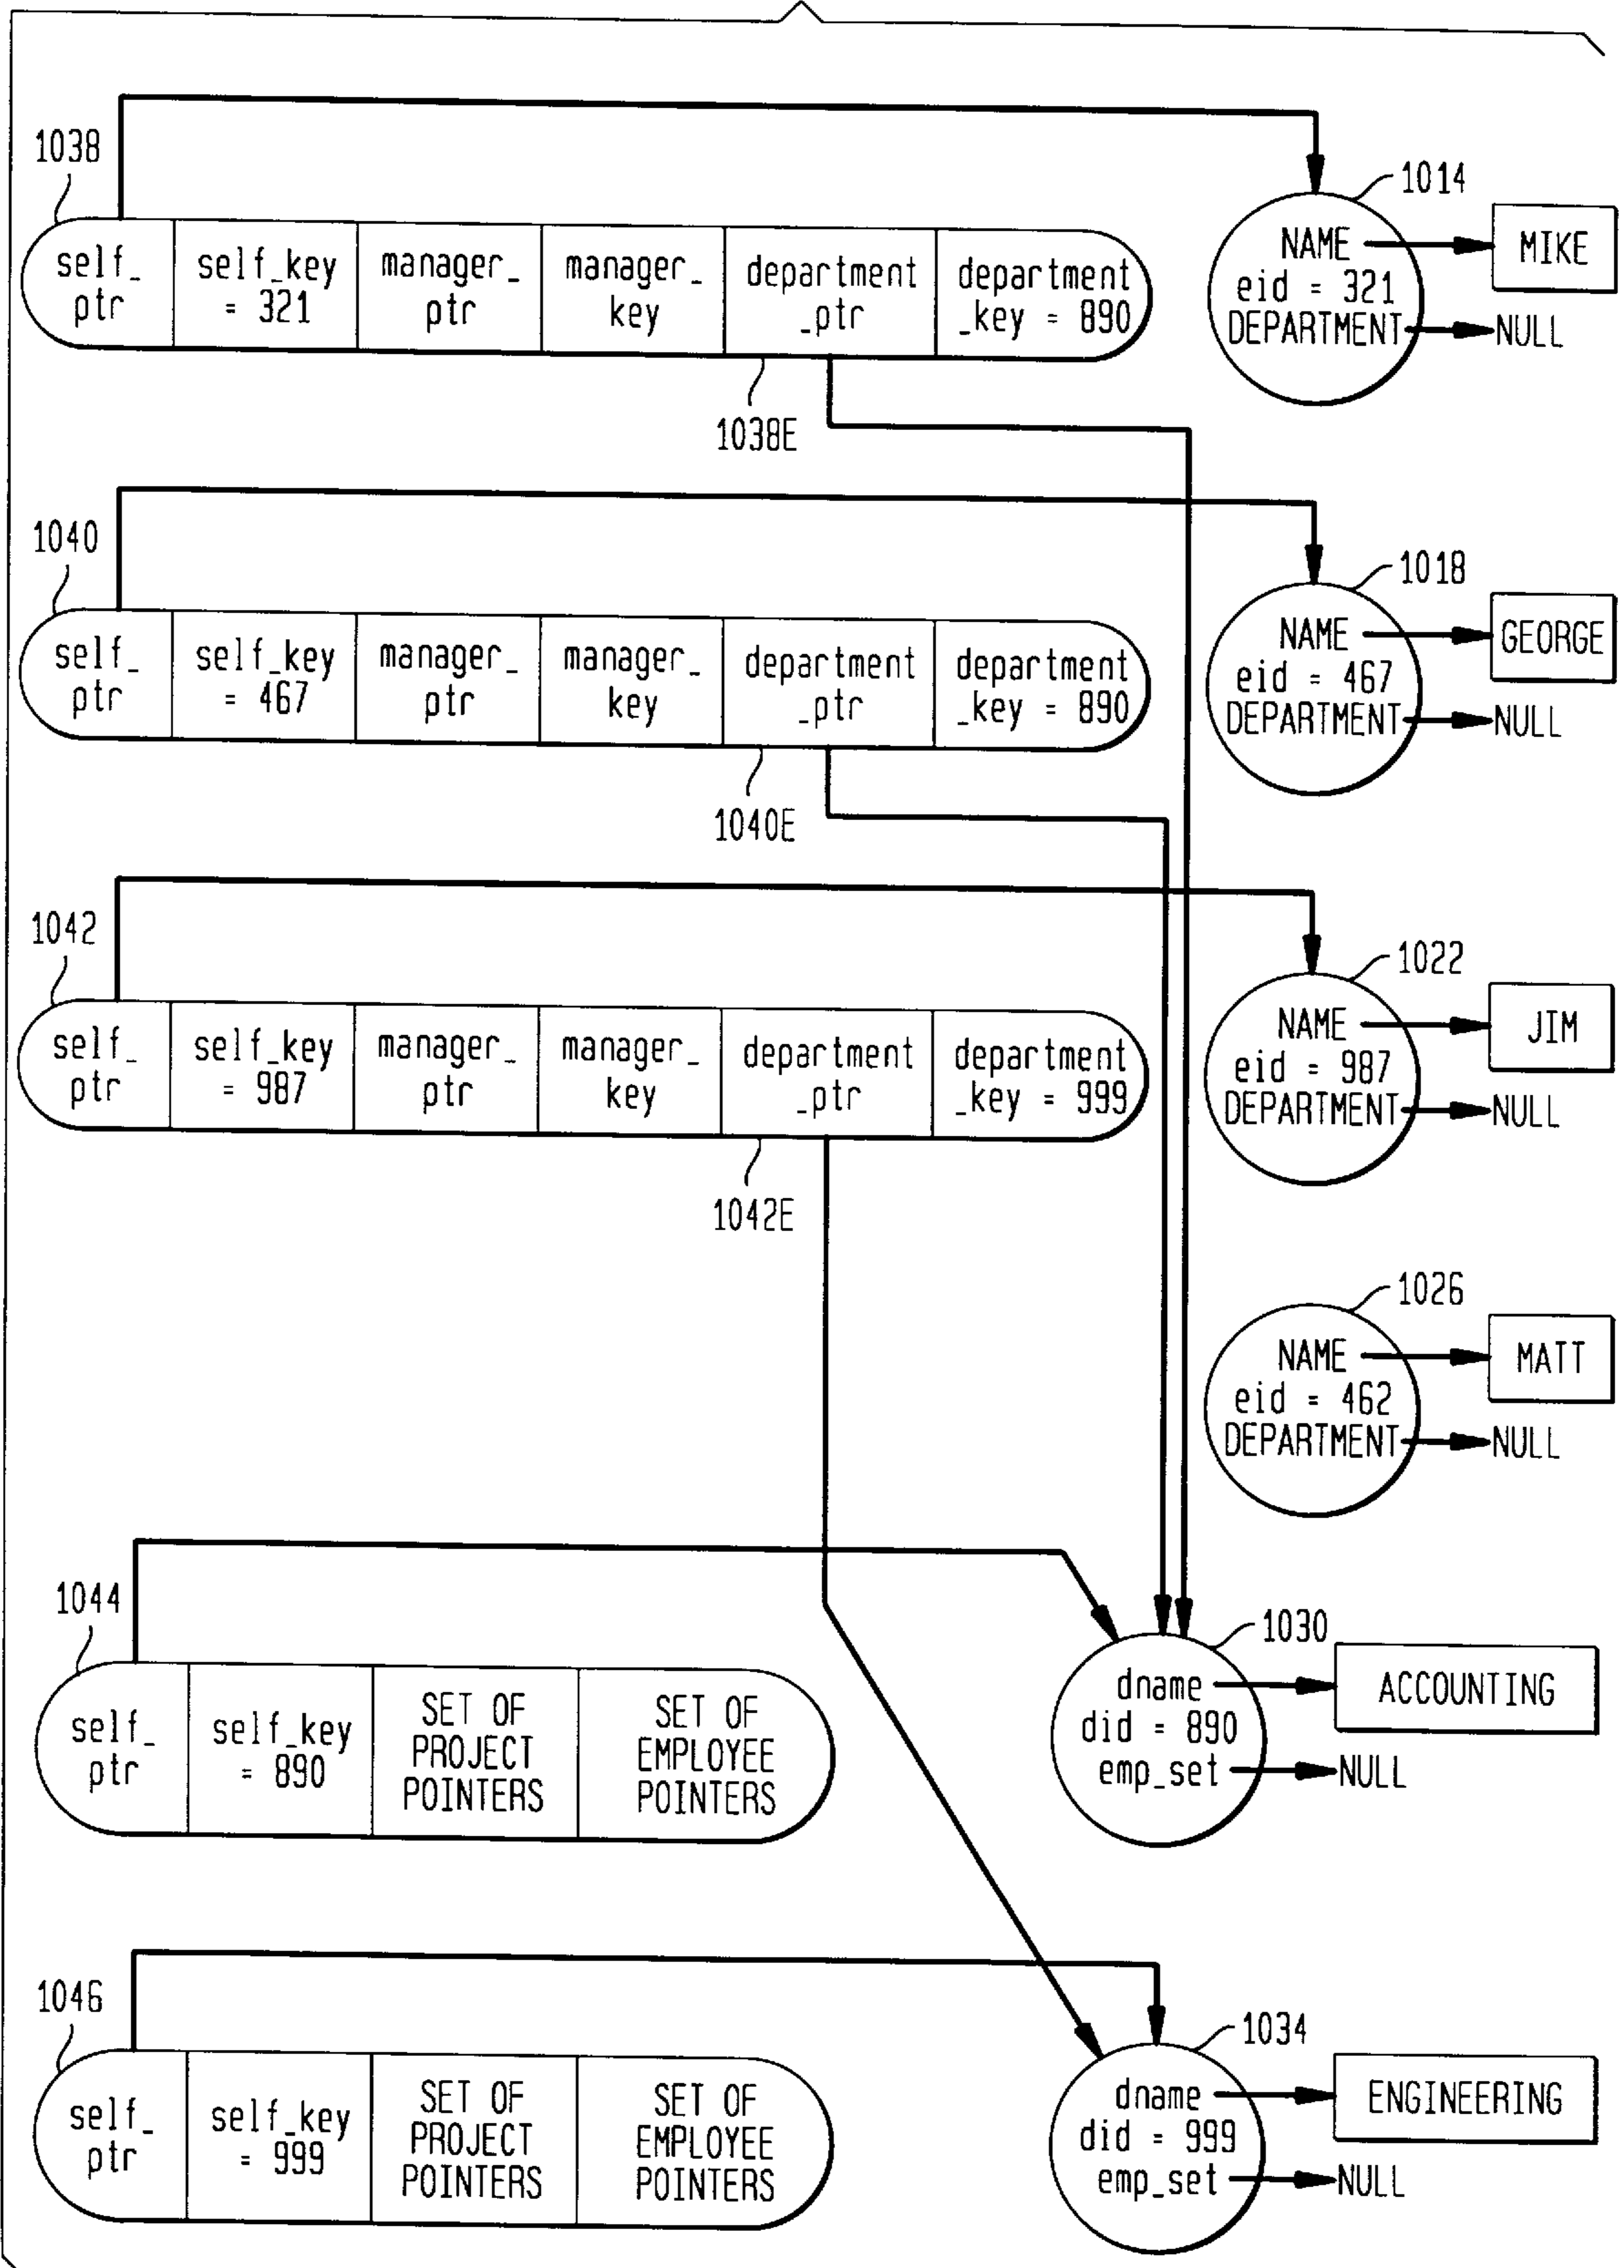 1038
self_
ptr
self_key
= 321
manager_
ptr
manager_
key
department
_ptr
department
_key = 890
1038E
1014
NAME
eid = 321
DEPARTMENT
MIKE
NULL
1040
self_
ptr
self_key
= 467
manager_
ptr
manager_
key
department
_ptr
department
_key = 890
1040E
1018
NAME
eid = 467
DEPARTMENT
GEORGE
NULL
1042
self_
ptr
self_key
= 987
manager_
ptr
manager_
key
department
_ptr
department
_key = 999
1042E
1022
NAME
eid = 987
DEPARTMENT
JIM
NULL
1026
NAME
eid = 462
DEPARTMENT
MATT
NULL
1044
self_
ptr
self_key
= 890
SET OF
PROJECT
POINTERS
SET OF
EMPLOYEE
POINTERS
1030
dname
did = 890
emp_set
ACCOUNTING
NULL
1046
self_
ptr
self_key
= 999
SET OF
PROJECT
POINTERS
SET OF
EMPLOYEE
POINTERS
1034
dname
did = 999
emp_set
ENGINEERING
NULL